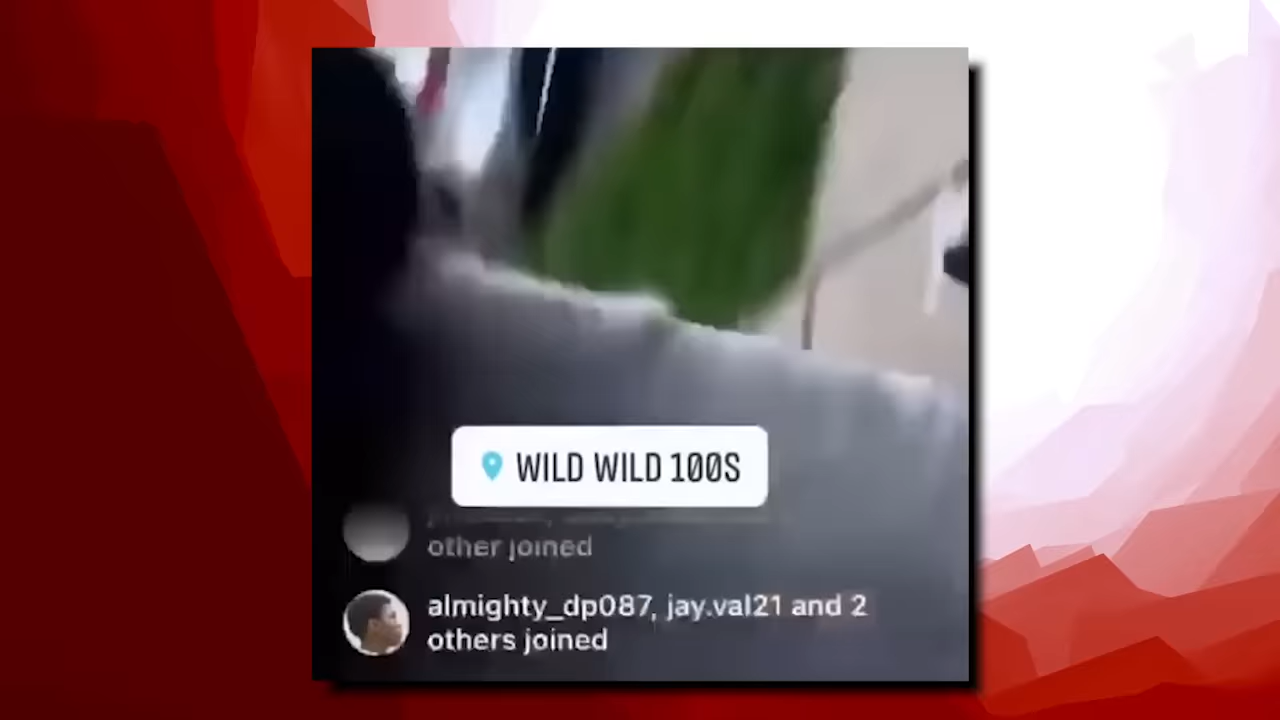 WILD WILD 100S
other joined
almighty_dp087, jay.val21 and 2
others joined